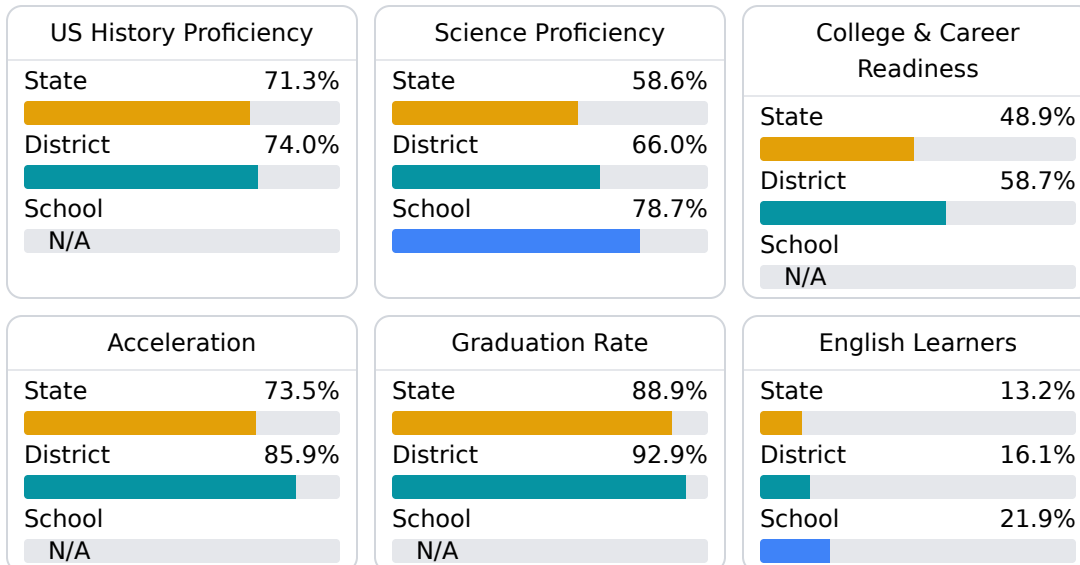 US History Proficiency
State 71.3%
District 74.0%
School
N/A
Science Proficiency
State 58.6%
District 66.0%
School 78.7%
College & Career
Readiness
State 48.9%
District 58.7%
School
N/A
Acceleration
State 73.5%
District 85.9%
School
N/A
Graduation Rate
State 88.9%
District 92.9%
School
N/A
English Learners
State 13.2%
District 16.1%
School 21.9%